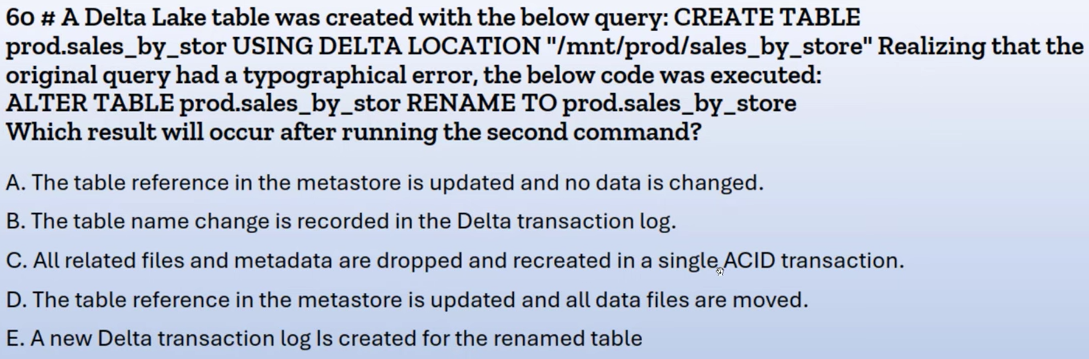 60 # A Delta Lake table was created with the below query: CREATE TABLE
prod.sales_by_stor USING DELTA LOCATION "/mnt/prod/sales_by_store" Realizing that the
original query had a typographical error, the below code was executed:
ALTER TABLE prod.sales_by_stor RENAME TO prod.sales_by_store
Which result will occur after running the second command?
A. The table reference in the metastore is updated and no data is changed.
B. The table name change is recorded in the Delta transaction log.
C. All related files and metadata are dropped and recreated in a single ACID transaction.
D. The table reference in the metastore is updated and all data files are moved.
E. A new Delta transaction log Is created for the renamed table